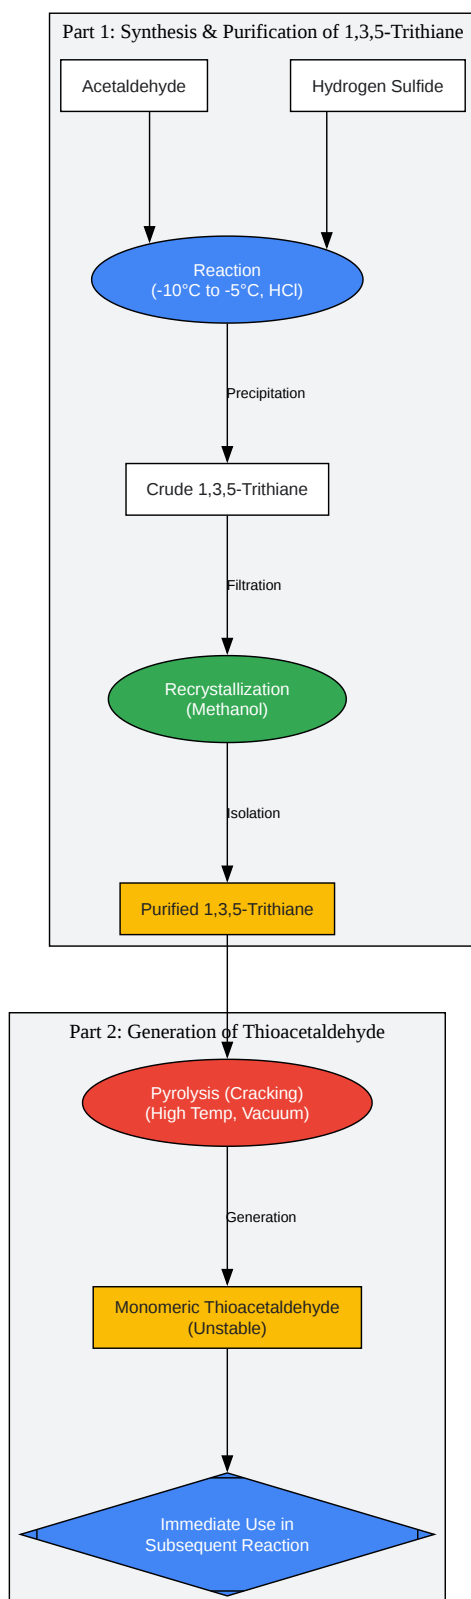 Part 1: Synthesis & Purification of 1,3,5-Trithiane
Acetaldehyde
Hydrogen Sulfide
Reaction
(-10°C to -5°C, HCl)
Precipitation
Crude 1,3,5-Trithiane
Filtration
Recrystallization
(Methanol)
Isolation
Purified 1,3,5-Trithiane
Part 2: Generation of Thioacetaldehyde
Pyrolysis (Cracking)
(High Temp, Vacuum)
Generation
Monomeric Thioacetaldehyde
(Unstable)
Immediate Use in
Subsequent Reaction